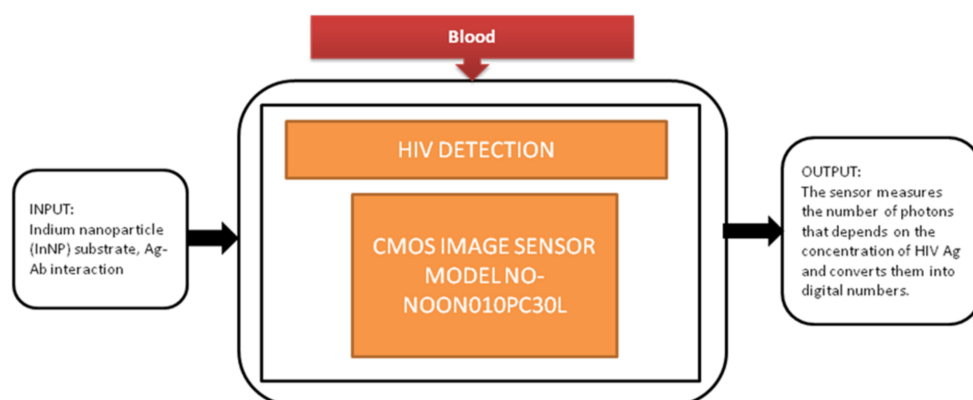 Blood
HIV DETECTION
INPUT:
Indium nanoparticle
(InNP) substrate, Ag-
Ab interaction
CMOS IMAGE SENSOR
MODEL NO-
NOON010PC30L
OUTPUT:
The sensor measures
the number of photons
that depends on the
concentration of HIV Ag
and converts them into
digital numbers.